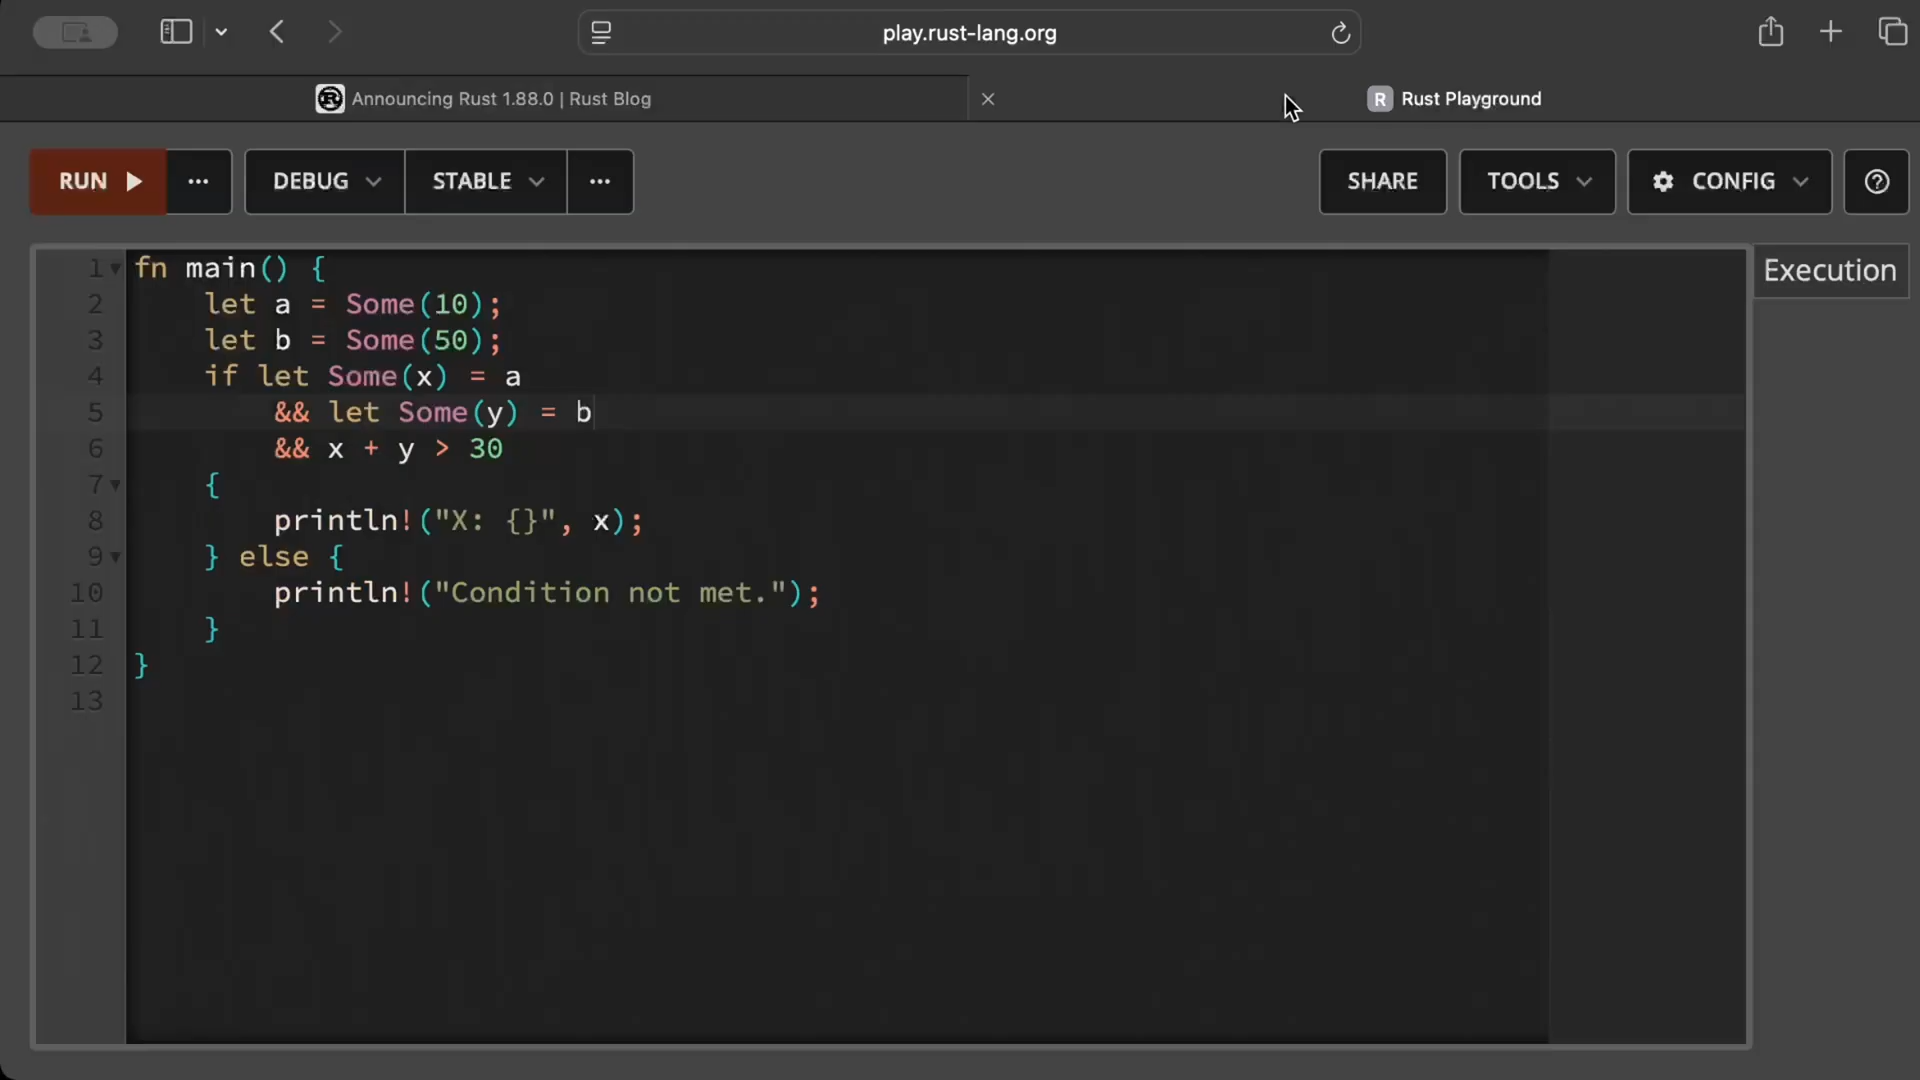 play.rust-lang.org
Announcing Rust 1.88.0 | Rust Blog
R Rust Playground
RUN ··· DEBUG STABLE ··· SHARE TOOLS CONFIG ?
Execution
1 fn main() {
2     let a = Some(10);
3     let b = Some(50);
4     if let Some(x) = a
5         && let Some(y) = b
6         && x + y > 30
7     {
8         println!("X: {}", x);
9     } else {
10         println!("Condition not met.");
11     }
12 }
13